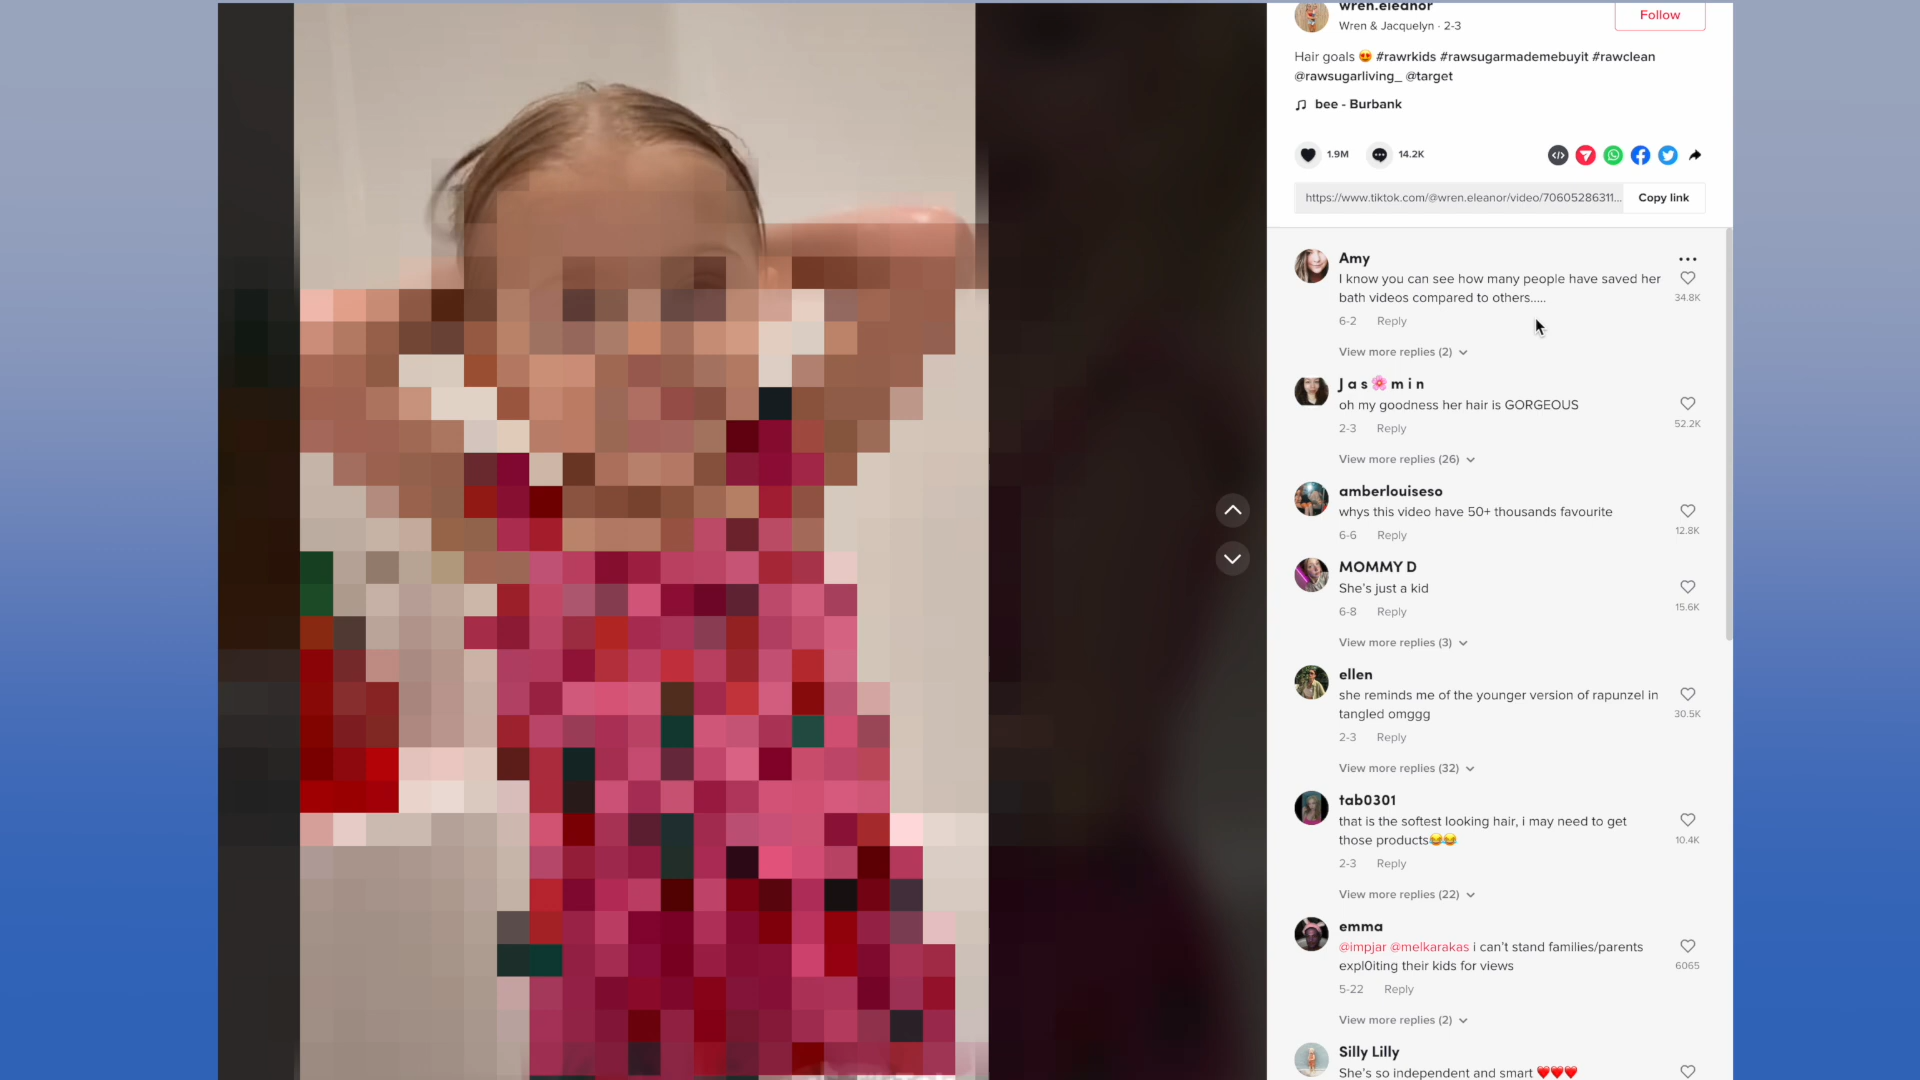 wren.eleanor
Wren & Jacquelyn · 2-3
Follow
Hair goals 😍 #rawrkids #rawsugarmademebuyit #rawclean
@rawsugarliving_ @target
bee - Burbank
1.9M
14.2K
https://www.tiktok.com/@wren.eleanor/video/70605286311...
Copy link
Amy
I know you can see how many people have saved her
bath videos compared to others.....
34.8K
6-2 Reply
View more replies (2)
J a s 🌸 m i n
oh my goodness her hair is GORGEOUS
52.2K
2-3 Reply
View more replies (26)
amberlouiseso
whys this video have 50+ thousands favourite
12.8K
6-6 Reply
MOMMY D
She's just a kid
15.6K
6-8 Reply
View more replies (3)
ellen
she reminds me of the younger version of rapunzel in
tangled omggg
30.5K
2-3 Reply
View more replies (32)
tab0301
that is the softest looking hair, i may need to get
those products😂😂
10.4K
2-3 Reply
View more replies (22)
emma
@impjar @melkarakas i can't stand families/parents
expl0iting their kids for views
6065
5-22 Reply
View more replies (2)
Silly Lilly
She's so independent and smart ❤️❤️❤️